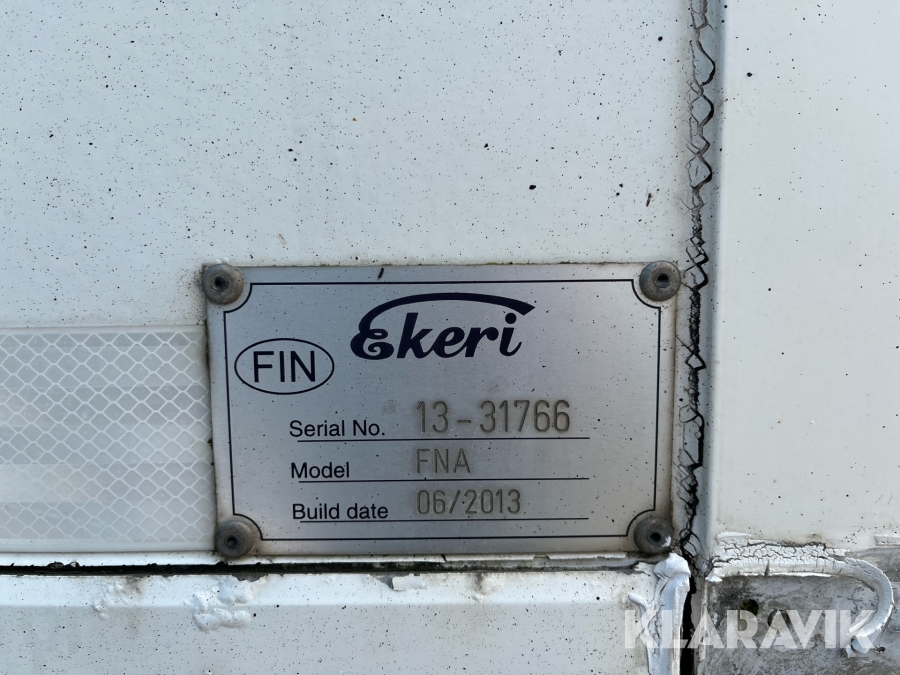 Ekeri
FIN
Serial No. 13-31766
Model FNA
Build date 06/2013
KLARAVIK